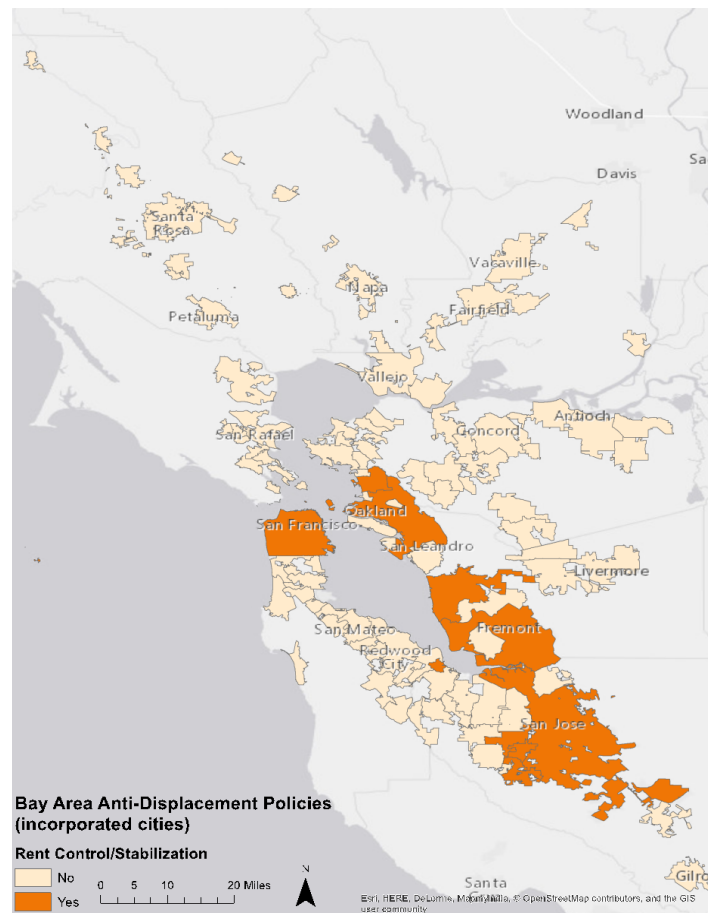 Woodland
Sa
Davis
Santa
Rosa
Vacaville
Napa
Fairfield
Petaluma
Vallejo
Antioch
Concord
San Rafael
Oakland
San Francisco
San Leandro
Livermore
Fremont
San Mateo
Redwood
City
San Jose
Bay Area Anti-Displacement Policies
(incorporated cities)
Rent Control/Stabilization
No
Yes
0 5 10 20 Miles
N
Gilro
Santa
Esri, HERE, DeLorme, © OpenStreetMap contributors, and the GIS
user community